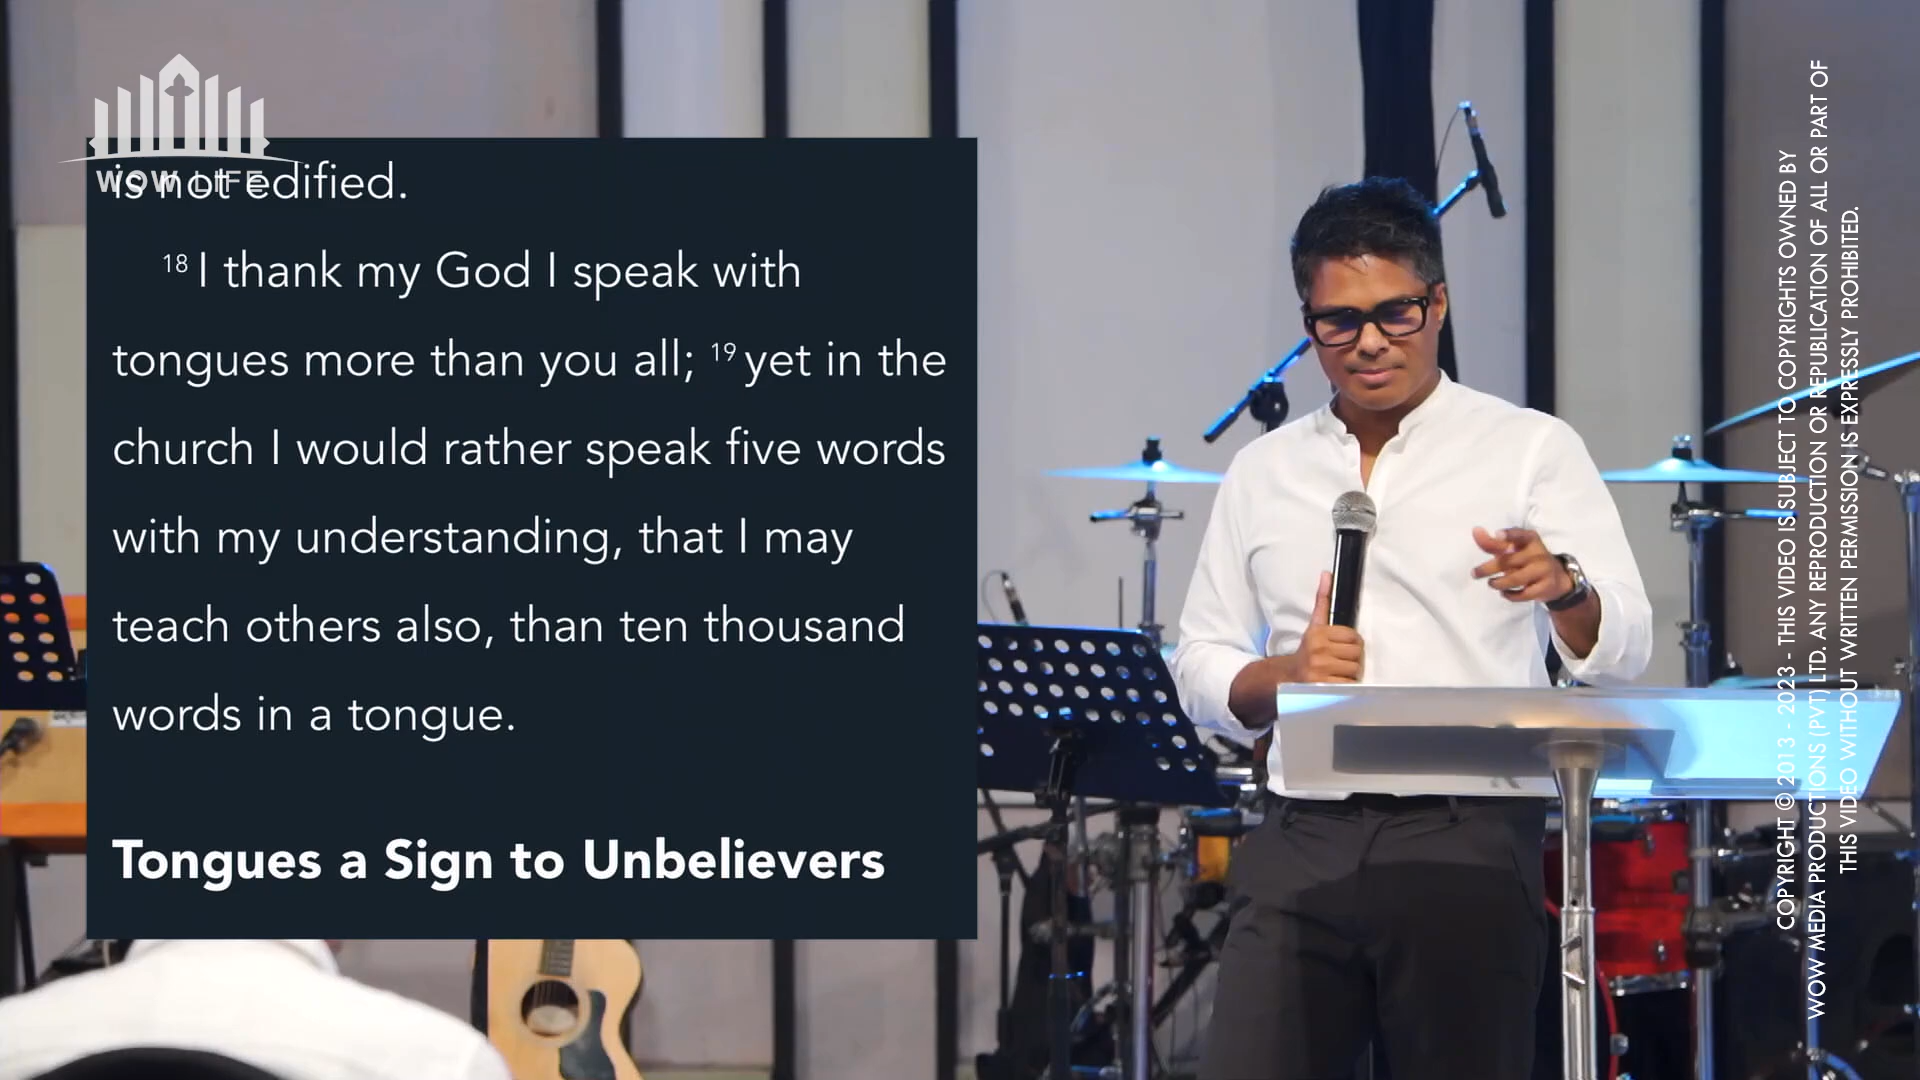 WOW LIFE
is not edified.
18 I thank my God I speak with
tongues more than you all; 19 yet in the
church I would rather speak five words
with my understanding, that I may
teach others also, than ten thousand
words in a tongue.
Tongues a Sign to Unbelievers
COPYRIGHT © 2013 - 2023 - THIS VIDEO IS SUBJECT TO COPYRIGHTS OWNED BY
WOW MEDIA PRODUCTIONS (PVT) LTD. ANY REPRODUCTION OR REPUBLICATION OF ALL OR PART OF
THIS VIDEO WITHOUT WRITTEN PERMISSION IS EXPRESSLY PROHIBITED.